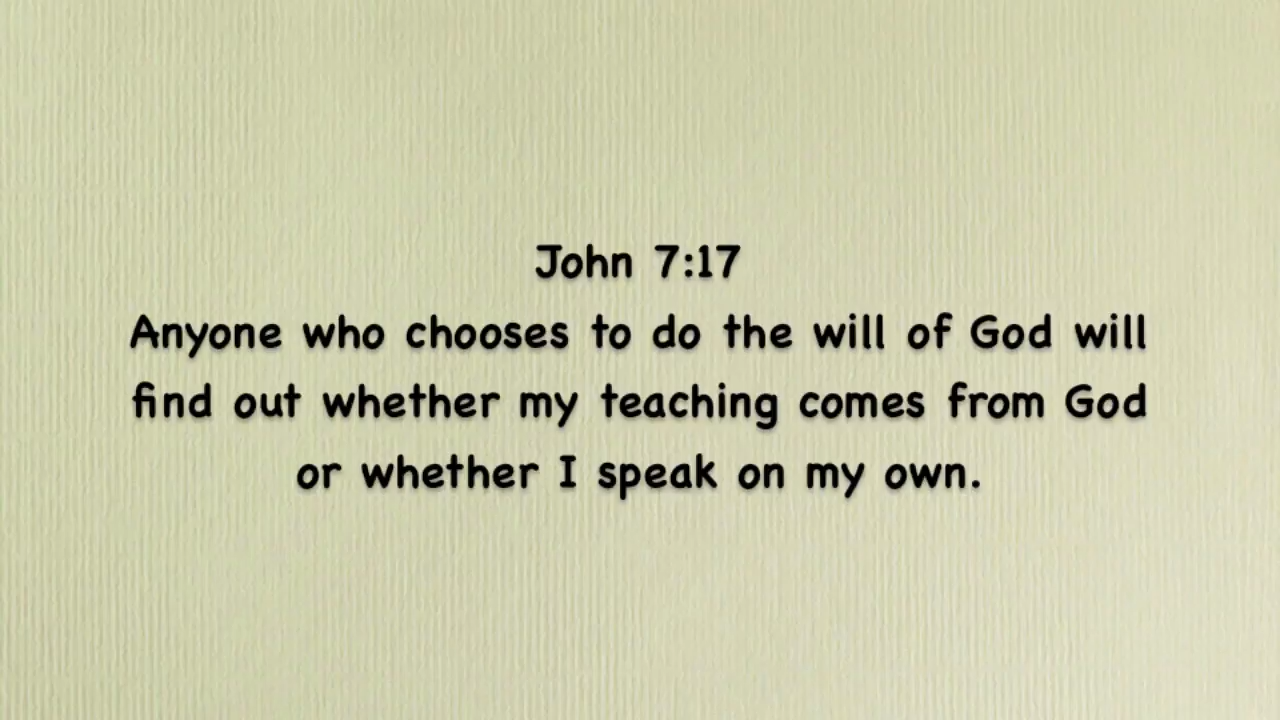 John 7:17
Anyone who chooses to do the will of God will
find out whether my teaching comes from God
or whether I speak on my own.